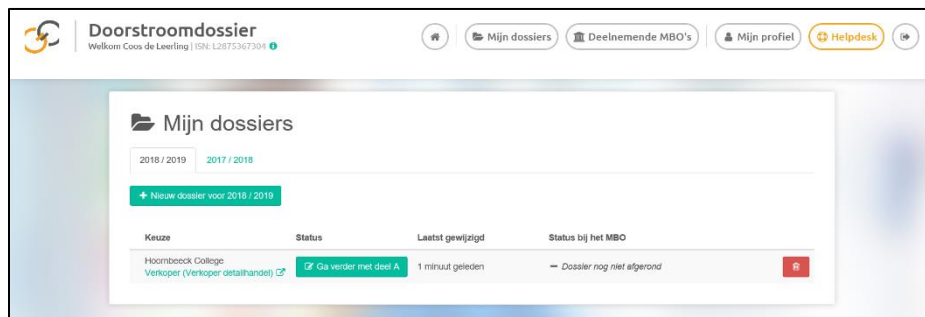 Doorstroomdossier
Welkom Coos de Leerling | ISN: L2875367304
Mijn dossiers
Deelnemende MBO's
Mijn profiel
Helpdesk
Mijn dossiers
2018 / 2019
2017 / 2018
+ Nieuw dossier voor 2018 / 2019
Keuze
Status
Laatst gewijzigd
Status bij het MBO
Hoornbeeck College
Verkoper (Verkoper detailhandel)
Ga verder met deel A
1 minuut geleden
– Dossier nog niet afgerond